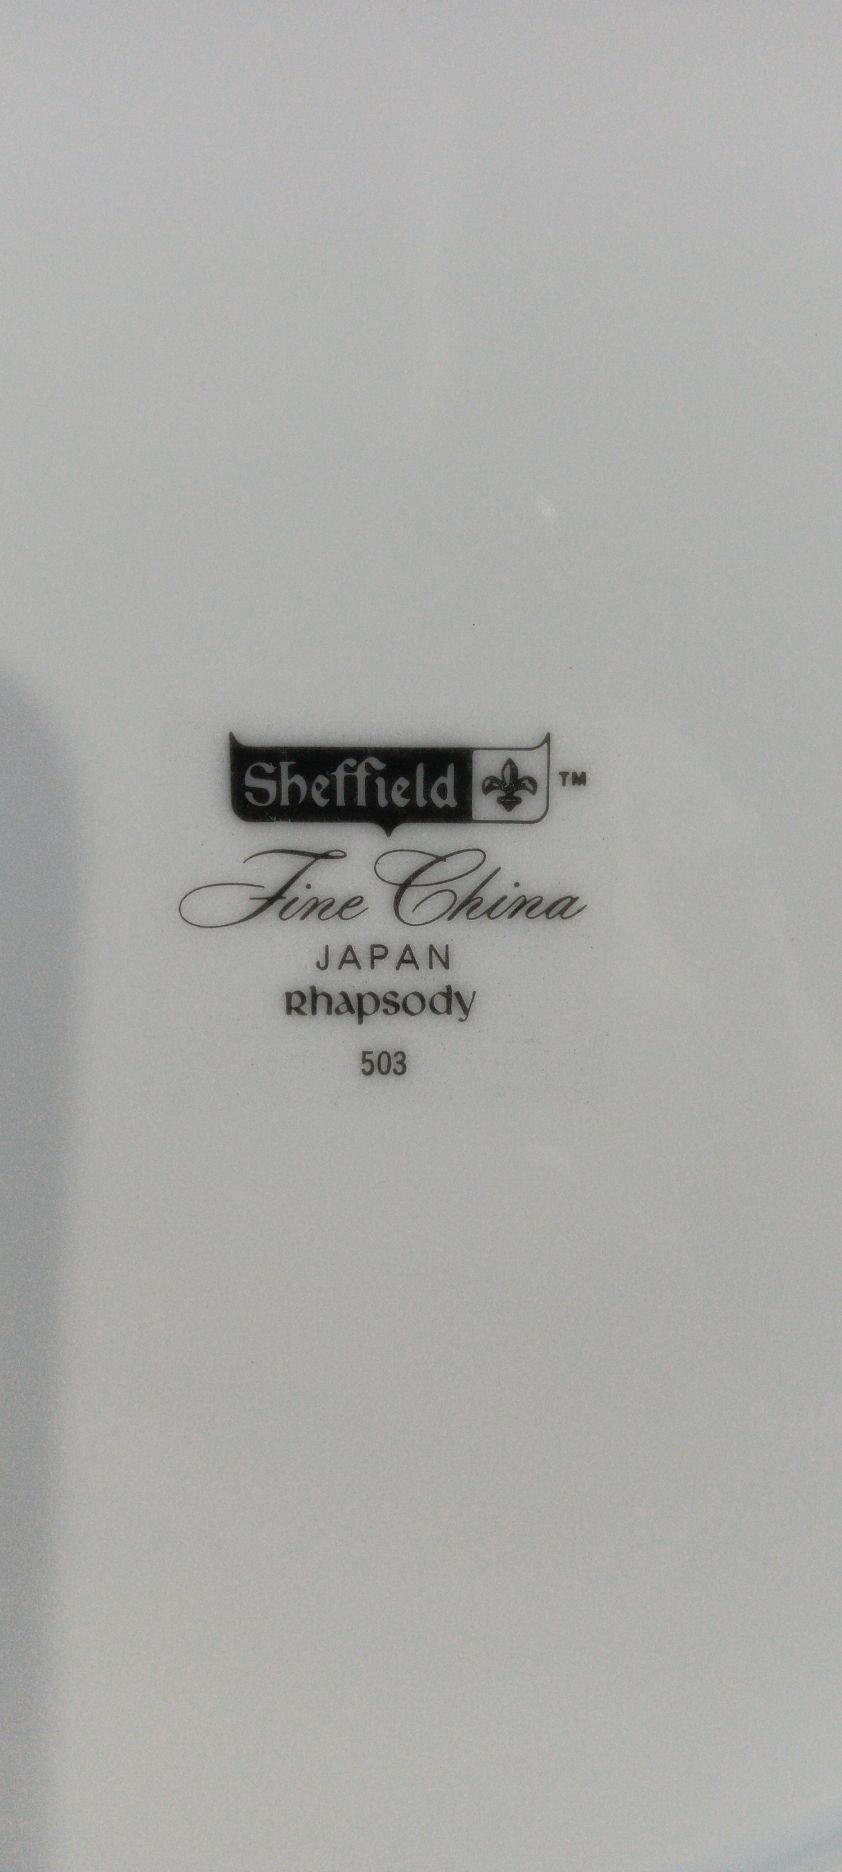 Sheffield ™
Fine China
JAPAN
Rhapsody
503